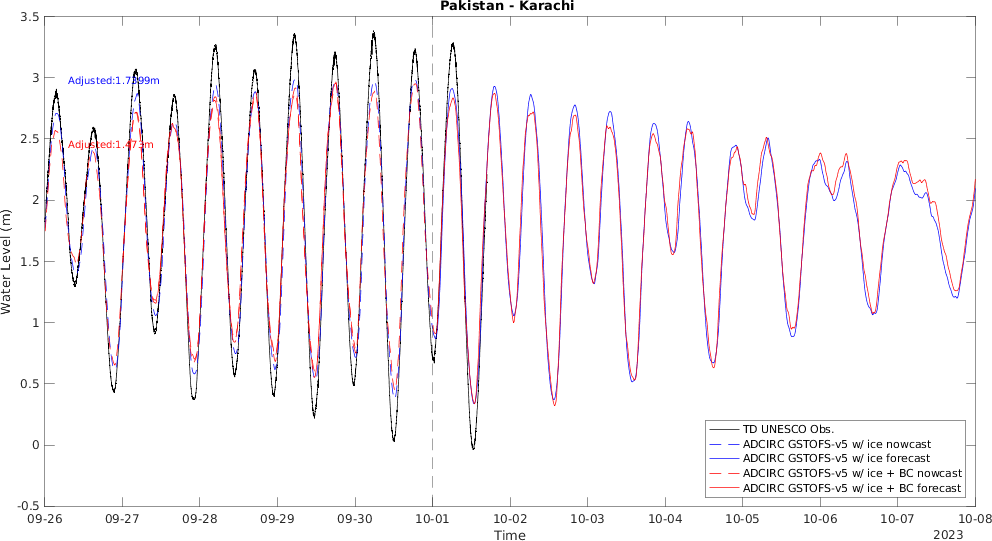 Pakistan - Karachi
3.5
3
2.5
2
1.5
1
0.5
0
-0.5
Water Level (m)
Adjusted:1.7399m
Adjusted:1.473m
TD UNESCO Obs.
ADCIRC GSTOFS-v5 w/ ice nowcast
ADCIRC GSTOFS-v5 w/ ice forecast
ADCIRC GSTOFS-v5 w/ ice + BC nowcast
ADCIRC GSTOFS-v5 w/ ice + BC forecast
09-26 09-27 09-28 09-29 09-30 10-01 10-02 10-03 10-04 10-05 10-06 10-07 10-08
Time
2023